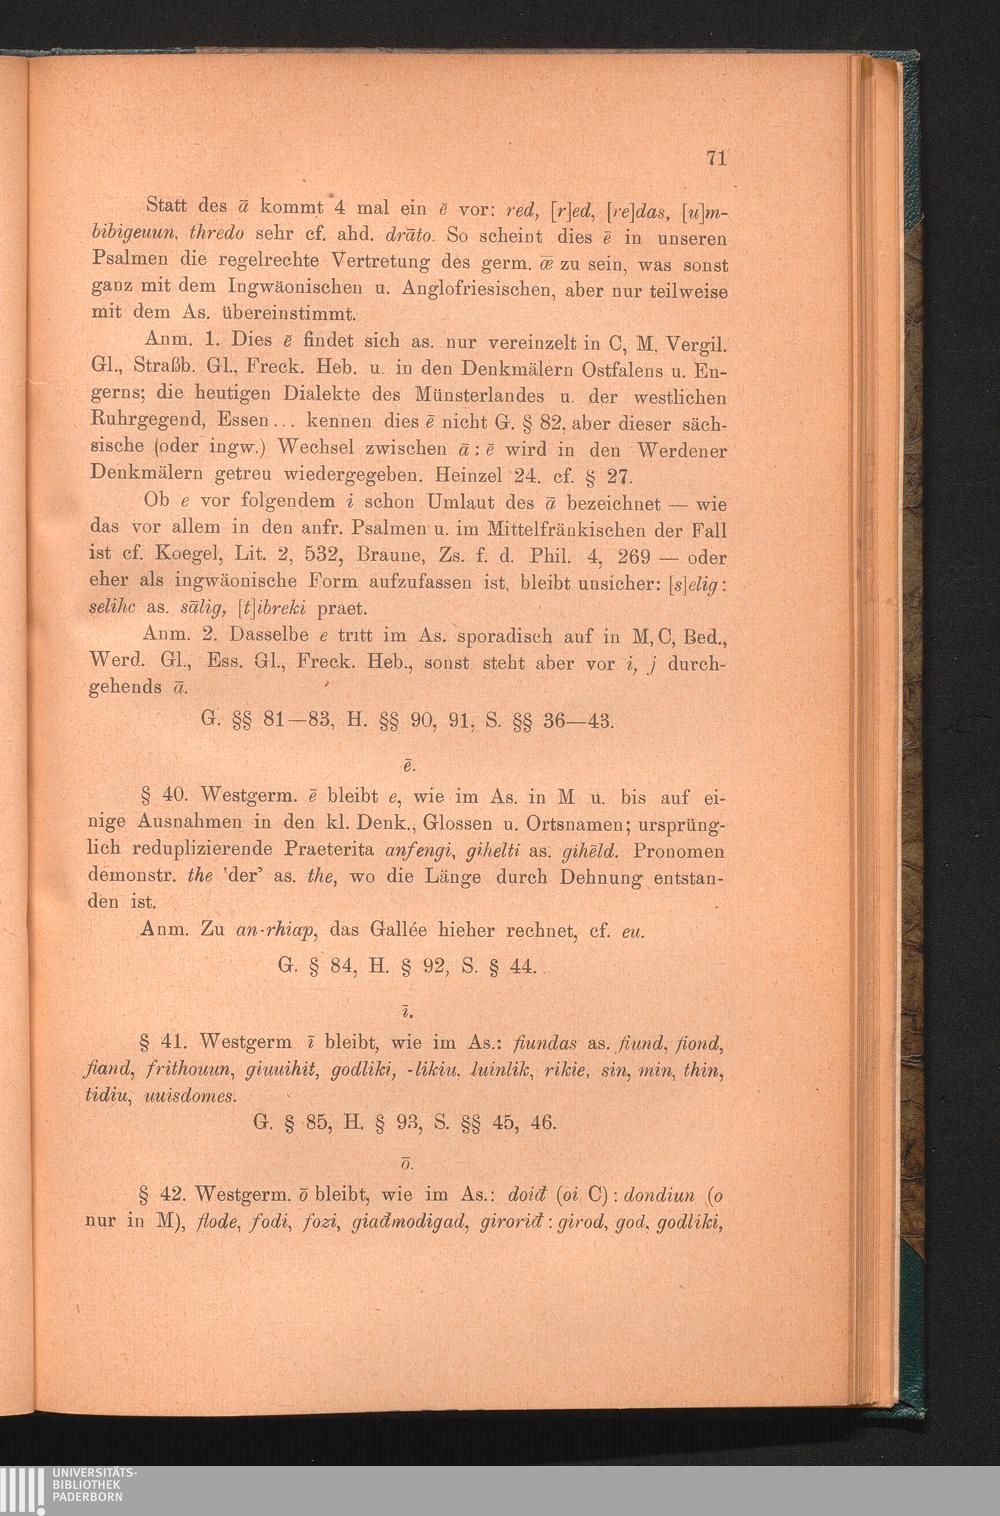 71
Statt des ā kommt 4 mal ein ē vor: red, [r]ed, [re]das, [u]m-
bibigeuun, thredo sehr cf. ahd. drāto. So scheint dies ē in unseren
Psalmen die regelrechte Vertretung des germ. ǣ zu sein, was sonst
ganz mit dem Ingwäonischen u. Anglofriesischen, aber nur teilweise
mit dem As. übereinstimmt.
Anm. 1. Dies ē findet sich as. nur vereinzelt in C, M, Vergil.
Gl., Straßb. Gl., Freck. Heb. u. in den Denkmälern Ostfalens u. En-
gerns; die heutigen Dialekte des Münsterlandes u. der westlichen
Ruhrgegend, Essen... kennen dies ē nicht G. § 82, aber dieser säch-
sische (oder ingw.) Wechsel zwischen ā : ē wird in den Werdener
Denkmälern getreu wiedergegeben. Heinzel 24. cf. § 27.
Ob e vor folgendem i schon Umlaut des ā bezeichnet — wie
das vor allem in den anfr. Psalmen u. im Mittelfränkischen der Fall
ist cf. Koegel, Lit. 2, 532, Braune, Zs. f. d. Phil. 4, 269 — oder
eher als ingwäonische Form aufzufassen ist, bleibt unsicher: [s]elig:
selihc as. sālig, [t]ibreki praet.
Anm. 2. Dasselbe e tritt im As. sporadisch auf in M, C, Bed.,
Werd. Gl., Ess. Gl., Freck. Heb., sonst steht aber vor i, j durch-
gehends ā.
G. §§ 81—83, H. §§ 90, 91, S. §§ 36—43.
ē.
§ 40. Westgerm. ē bleibt e, wie im As. in M u. bis auf ei-
nige Ausnahmen in den kl. Denk., Glossen u. Ortsnamen; ursprüng-
lich reduplizierende Praeterita anfengi, gihelti as. gihēld. Pronomen
demonstr. the 'der' as. the, wo die Länge durch Dehnung entstan-
den ist.
Anm. Zu an-rhiap, das Gallée hieher rechnet, cf. eu.
G. § 84, H. § 92, S. § 44.
ī.
§ 41. Westgerm ī bleibt, wie im As.: fiundas as. fiund, fiond,
fiand, frithouun, giuuihit, godliki, -likiu, luinlik, rikie, sin, min, thin,
tidiu, uuisdomes.
G. § 85, H. § 93, S. §§ 45, 46.
ō.
§ 42. Westgerm. ō bleibt, wie im As.: doiđ (oi C) : dondiun (o
nur in M), flode, fodi, fozi, giađmodigad, giroriđ : girod, god, godliki,
UNIVERSITÄTS-
BIBLIOTHEK
PADERBORN